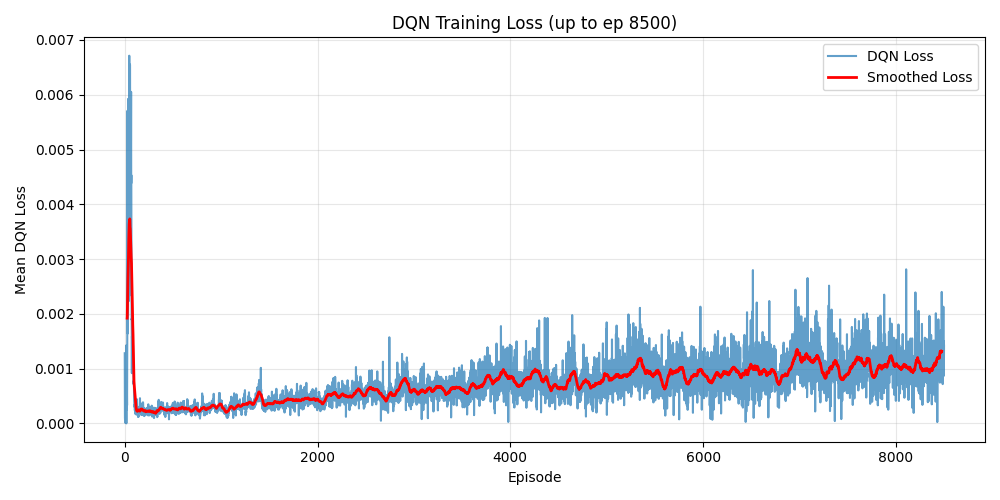 DQN Training Loss (up to ep 8500)
0.007
0.006
0.005
0.004
0.003
0.002
0.001
0.000
Mean DQN Loss
DQN Loss
Smoothed Loss
0
2000
4000
6000
8000
Episode